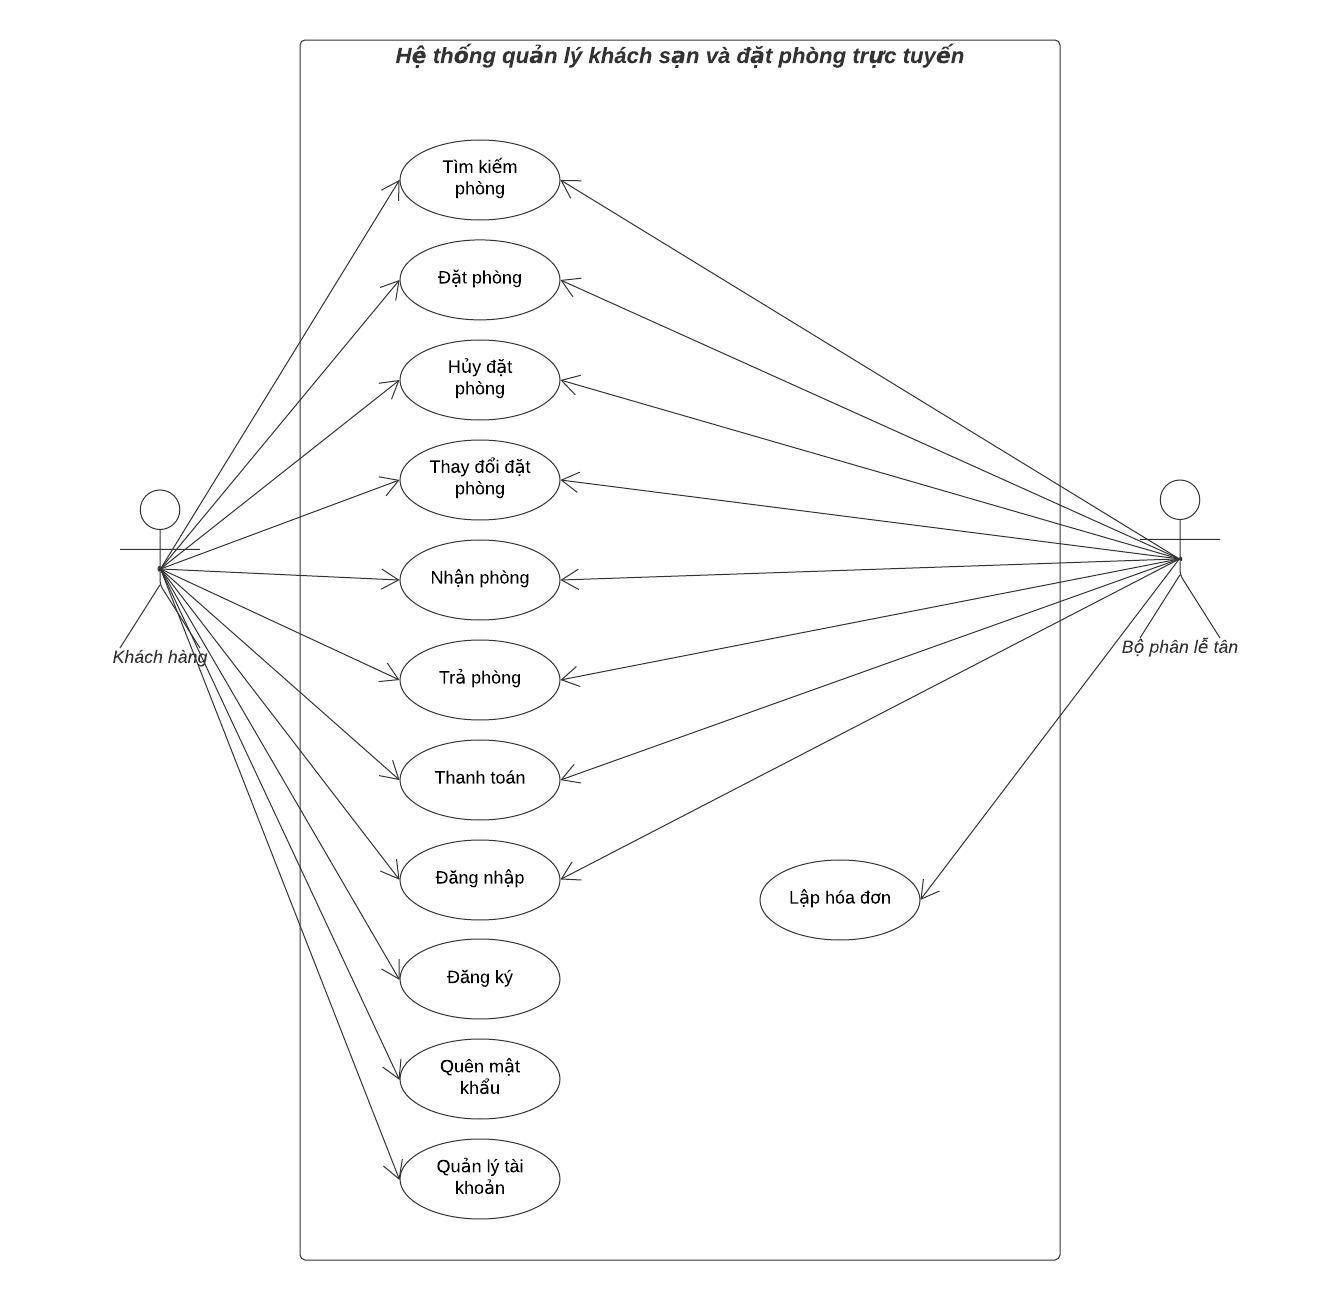 Hệ thống quản lý khách sạn và đặt phòng trực tuyến
Tìm kiếm
phòng
Đặt phòng
Hủy đặt
phòng
Thay đổi đặt
phòng
Nhận phòng
Trả phòng
Thanh toán
Đăng nhập
Đăng ký
Quên mật
khẩu
Quản lý tài
khoản
Lập hóa đơn
Khách hàng
Bộ phân lễ tân